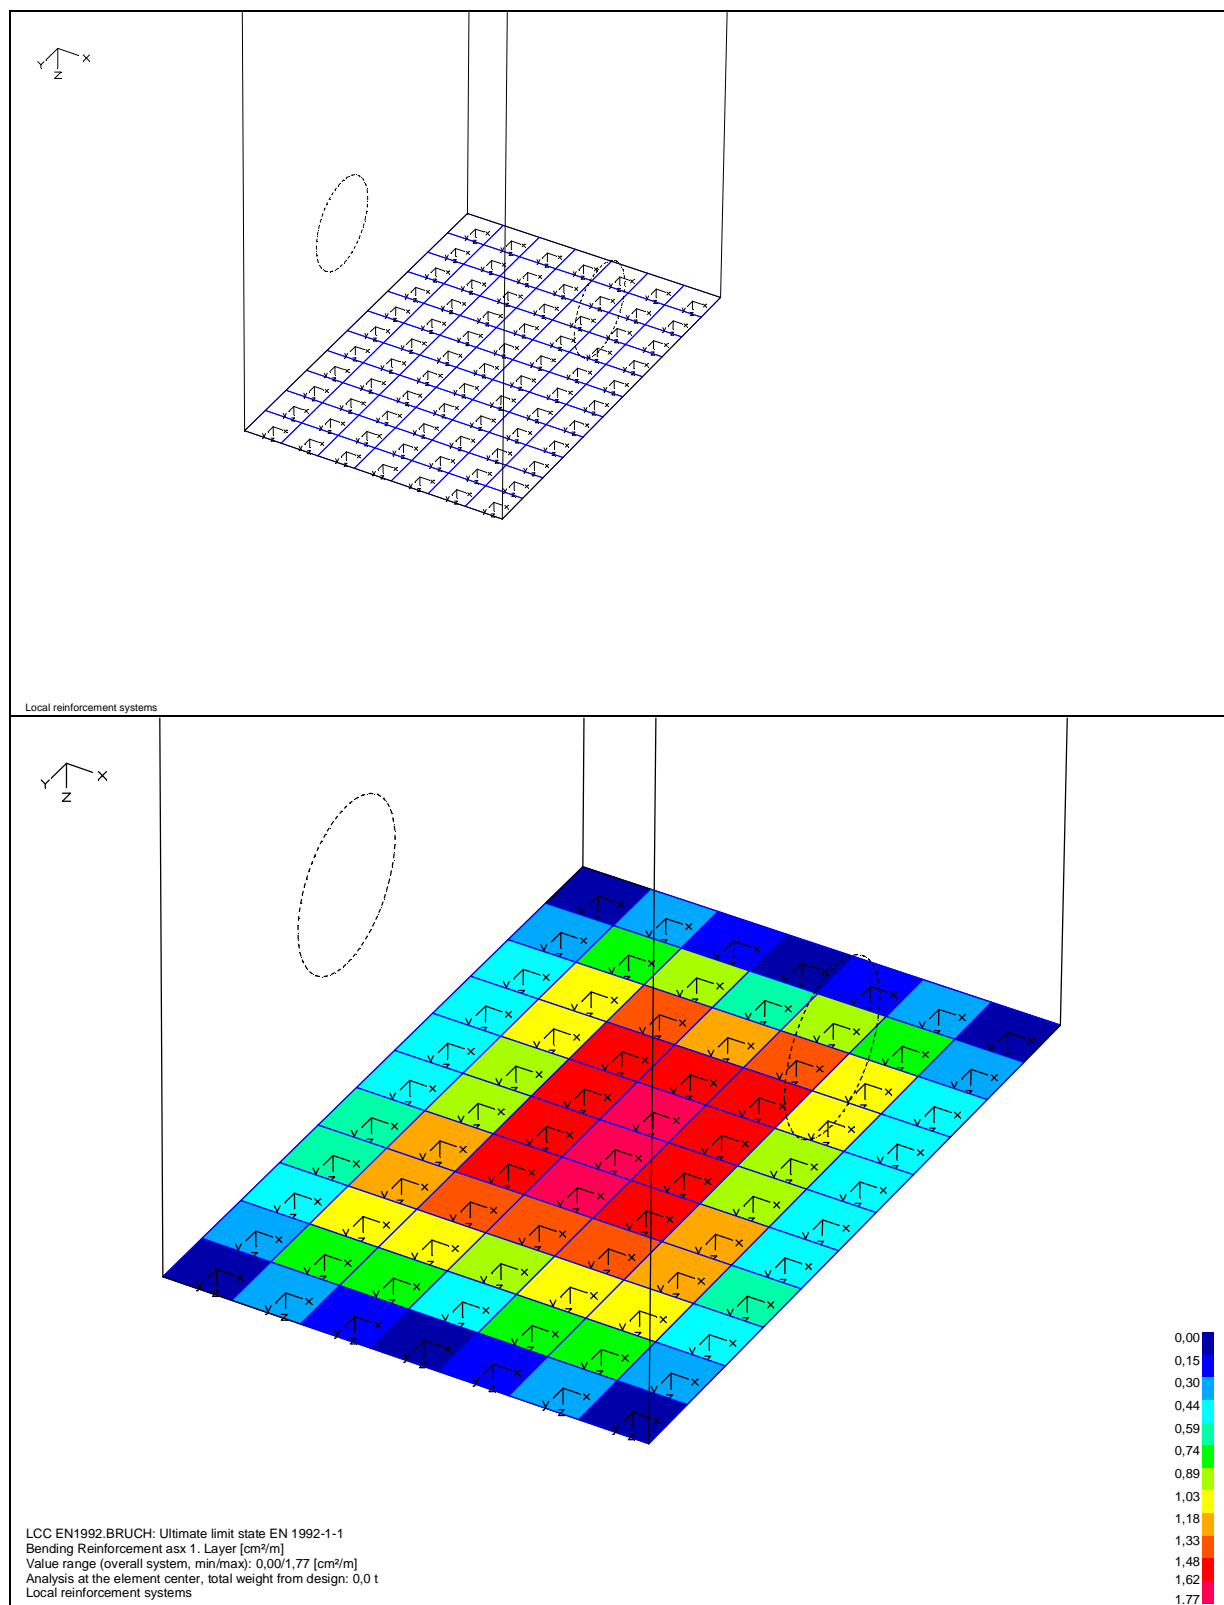 Y X
Z
Local reinforcement systems
Y X
Z
0,00
0,15
0,30
0,44
0,59
0,74
0,89
1,03
1,18
1,33
1,48
1,62
1,77
LCC EN1992.BRUCH: Ultimate limit state EN 1992-1-1
Bending Reinforcement asx 1. Layer [cm²/m]
Value range (overall system, min/max): 0,00/1,77 [cm²/m]
Analysis at the element center, total weight from design: 0,0 t
Local reinforcement systems